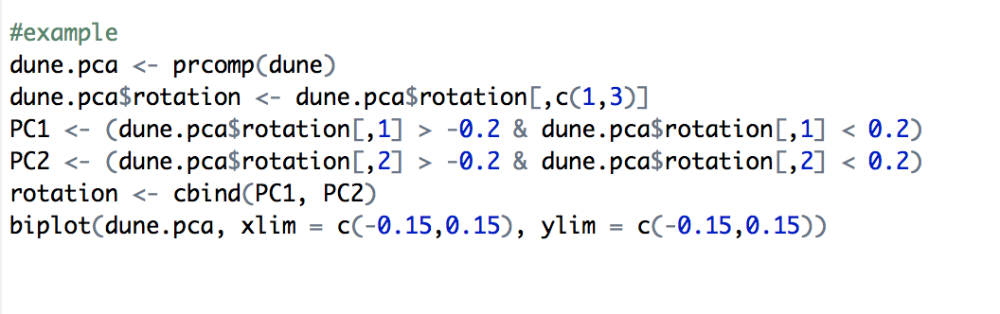 #example
dune.pca <- prcomp(dune)
dune.pca$rotation <- dune.pca$rotation[,c(1,3)]
PC1 <- (dune.pca$rotation[,1] > -0.2 & dune.pca$rotation[,1] < 0.2)
PC2 <- (dune.pca$rotation[,2] > -0.2 & dune.pca$rotation[,2] < 0.2)
rotation <- cbind(PC1, PC2)
biplot(dune.pca, xlim = c(-0.15,0.15), ylim = c(-0.15,0.15))